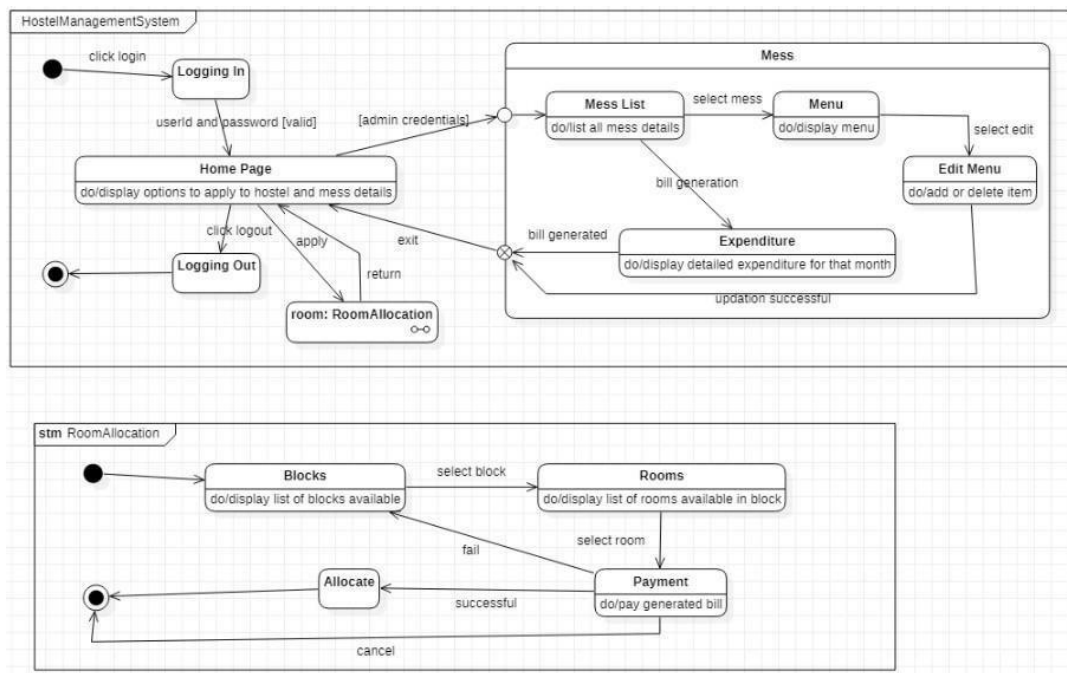 HostelManagementSystem
click login
Logging In
userId and password [valid]
[admin credentials]
Home Page
do/display options to apply to hostel and mess details
click logout
apply
return
exit
Logging Out
room: RoomAllocation
Mess
Mess List
do/list all mess details
select mess
Menu
do/display menu
select edit
Edit Menu
do/add or delete item
bill generation
bill generated
Expenditure
do/display detailed expenditure for that month
updation successful
stm RoomAllocation
Blocks
do/display list of blocks available
select block
Rooms
do/display list of rooms available in block
select room
fail
Allocate
successful
Payment
do/pay generated bill
cancel